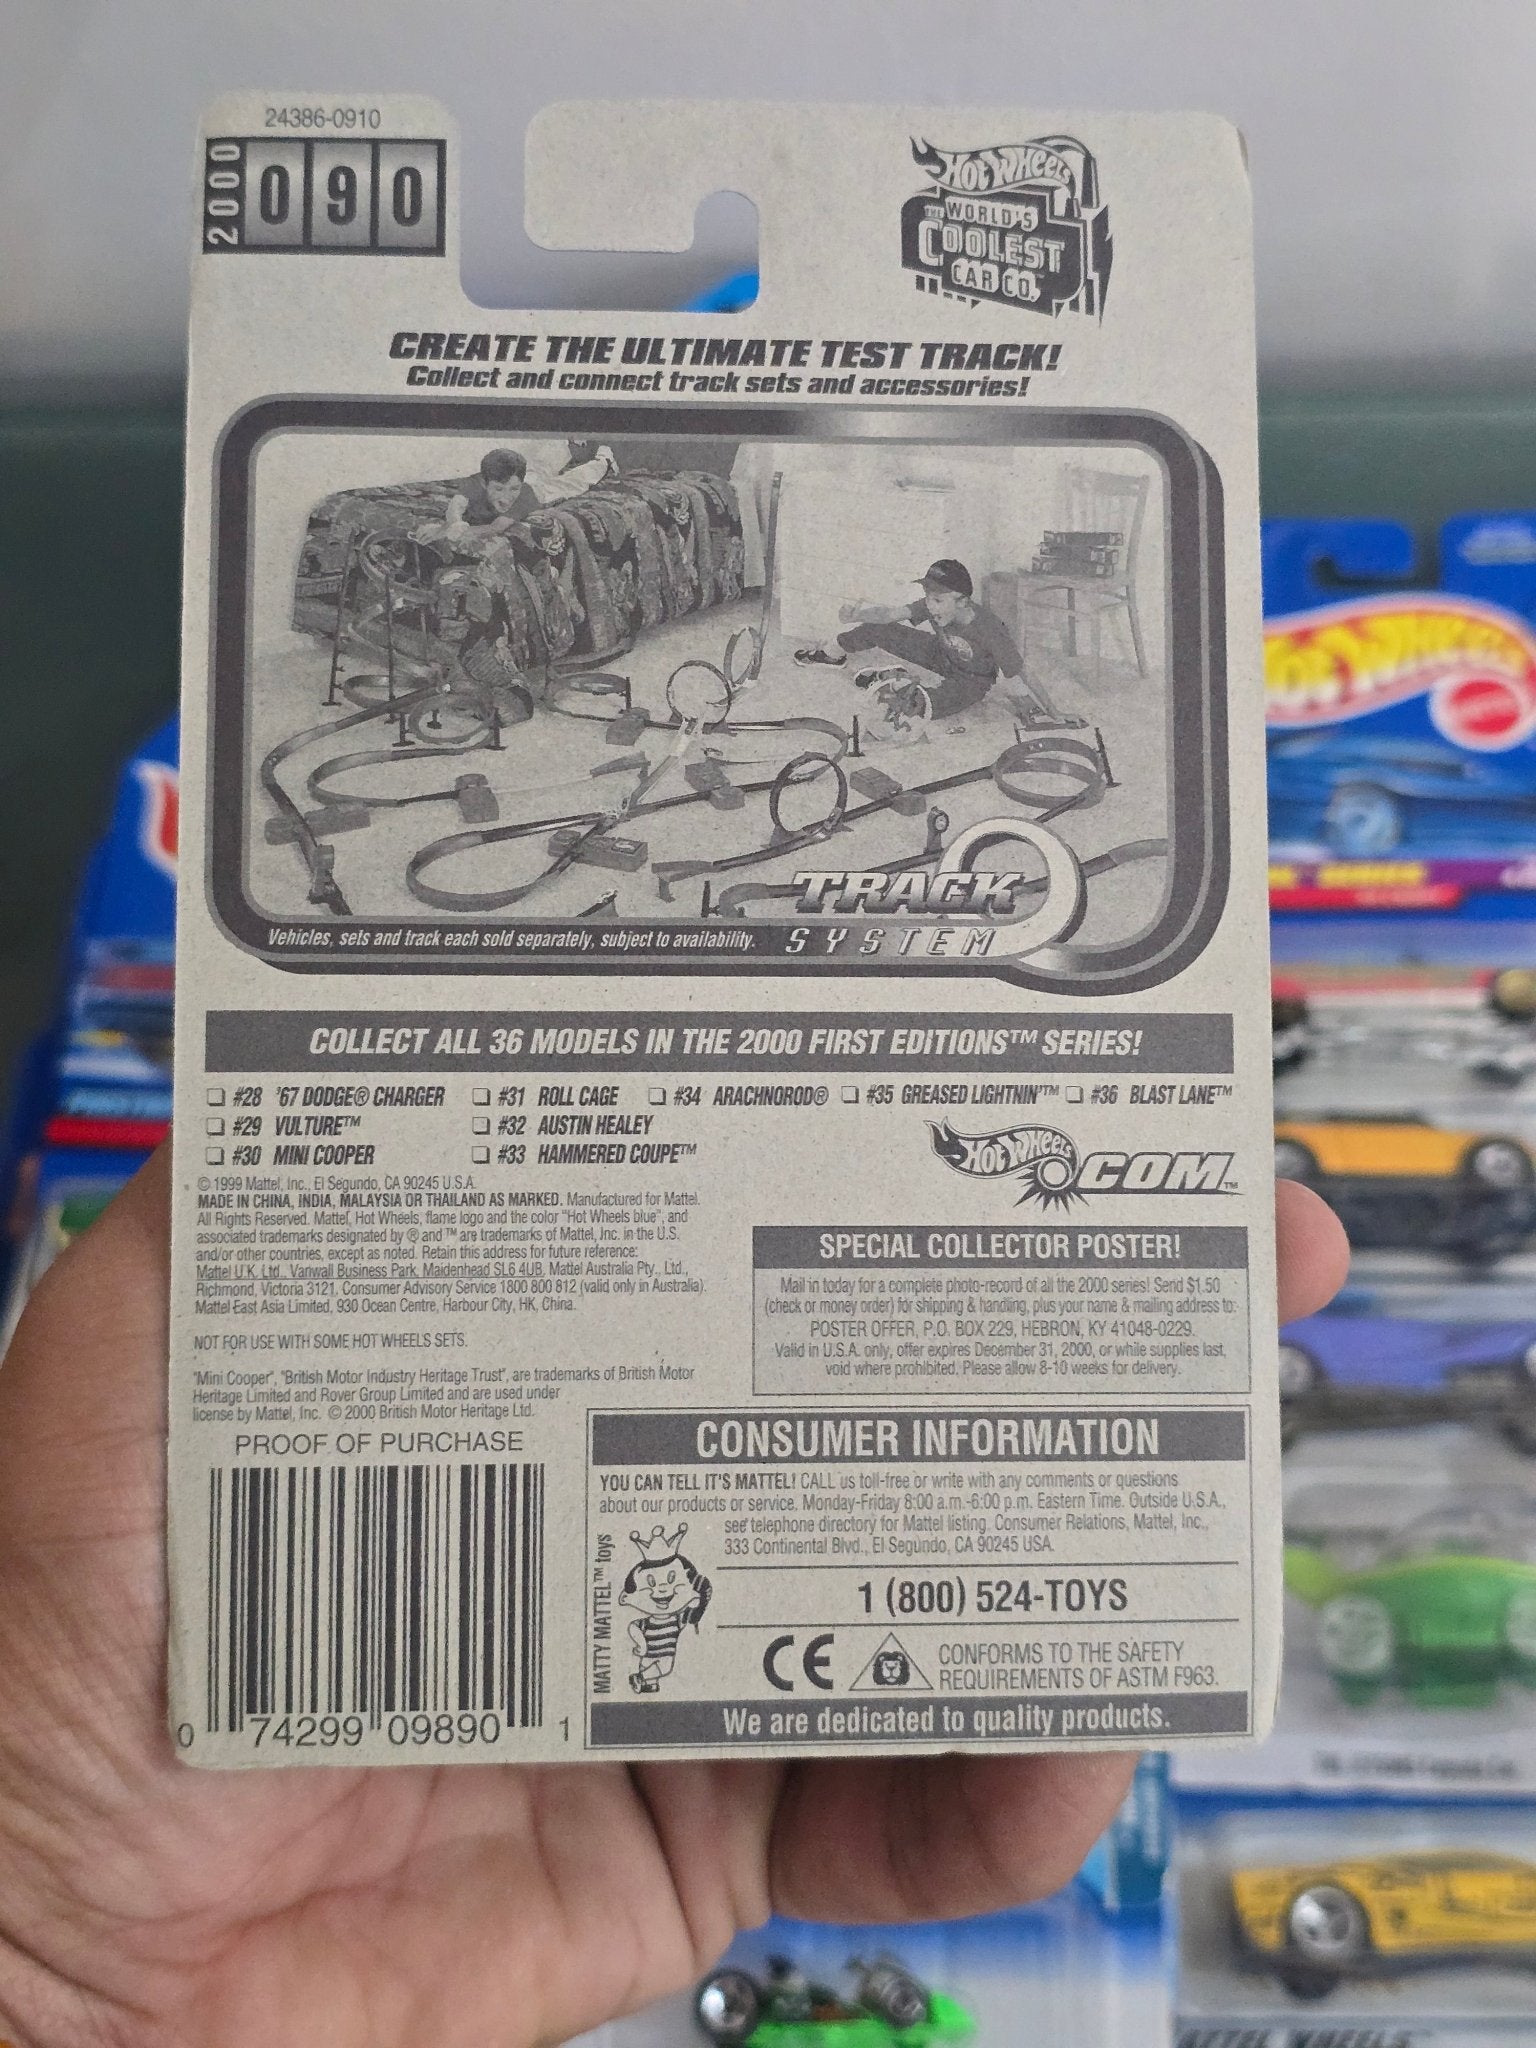 24386-0910
2000
090
HOT WHEELS
THE WORLD'S
COOLEST
CAR CO.™
CREATE THE ULTIMATE TEST TRACK!
Collect and connect track sets and accessories!
TRACK
SYSTEM
Vehicles, sets and track each sold separately, subject to availability.
COLLECT ALL 36 MODELS IN THE 2000 FIRST EDITIONS™ SERIES!
#28 '67 DODGE® CHARGER
#29 VULTURE™
#30 MINI COOPER
#31 ROLL CAGE
#32 AUSTIN HEALEY
#33 HAMMERED COUPE™
#34 ARACHNOROD®
#35 GREASED LIGHTNIN'™
#36 BLAST LANE™
© 1999 Mattel, Inc., El Segundo, CA 90245 U.S.A.
MADE IN CHINA, INDIA, MALAYSIA OR THAILAND AS MARKED. Manufactured for Mattel.
All Rights Reserved. Mattel, Hot Wheels, flame logo and the color "Hot Wheels blue", and
associated trademarks designated by ® and ™ are trademarks of Mattel, Inc. in the U.S.
and/or other countries, except as noted. Retain this address for future reference:
Mattel U.K. Ltd., Vanwall Business Park, Maidenhead SL6 4UB. Mattel Australia Pty., Ltd.,
Richmond, Victoria 3121. Consumer Advisory Service 1800 800 812 (valid only in Australia).
Mattel East Asia Limited, 930 Ocean Centre, Harbour City, HK, China.
NOT FOR USE WITH SOME HOT WHEELS SETS.
"Mini Cooper", "British Motor Industry Heritage Trust", are trademarks of British Motor
Heritage Limited and Rover Group Limited and are used under
license by Mattel, Inc. © 2000 British Motor Heritage Ltd.
HOT WHEELS.COM™
SPECIAL COLLECTOR POSTER!
Mail in today for a complete photo-record of all the 2000 series! Send $1.50
(check or money order) for shipping & handling, plus your name & mailing address to:
POSTER OFFER, P.O. BOX 229, HEBRON, KY 41048-0229.
Valid in U.S.A. only, offer expires December 31, 2000, or while supplies last,
void where prohibited. Please allow 8-10 weeks for delivery.
PROOF OF PURCHASE
0 74299 09890 1
CONSUMER INFORMATION
YOU CAN TELL IT'S MATTEL! CALL us toll-free or write with any comments or questions
about our products or service, Monday-Friday 8:00 a.m.-6:00 p.m. Eastern Time. Outside U.S.A.,
see telephone directory for Mattel listing. Consumer Relations, Mattel, Inc.,
333 Continental Blvd., El Segundo, CA 90245 USA.
MATTY MATTEL™ toys
1 (800) 524-TOYS
CE
CONFORMS TO THE SAFETY
REQUIREMENTS OF ASTM F963.
We are dedicated to quality products.
HOT WHEELS